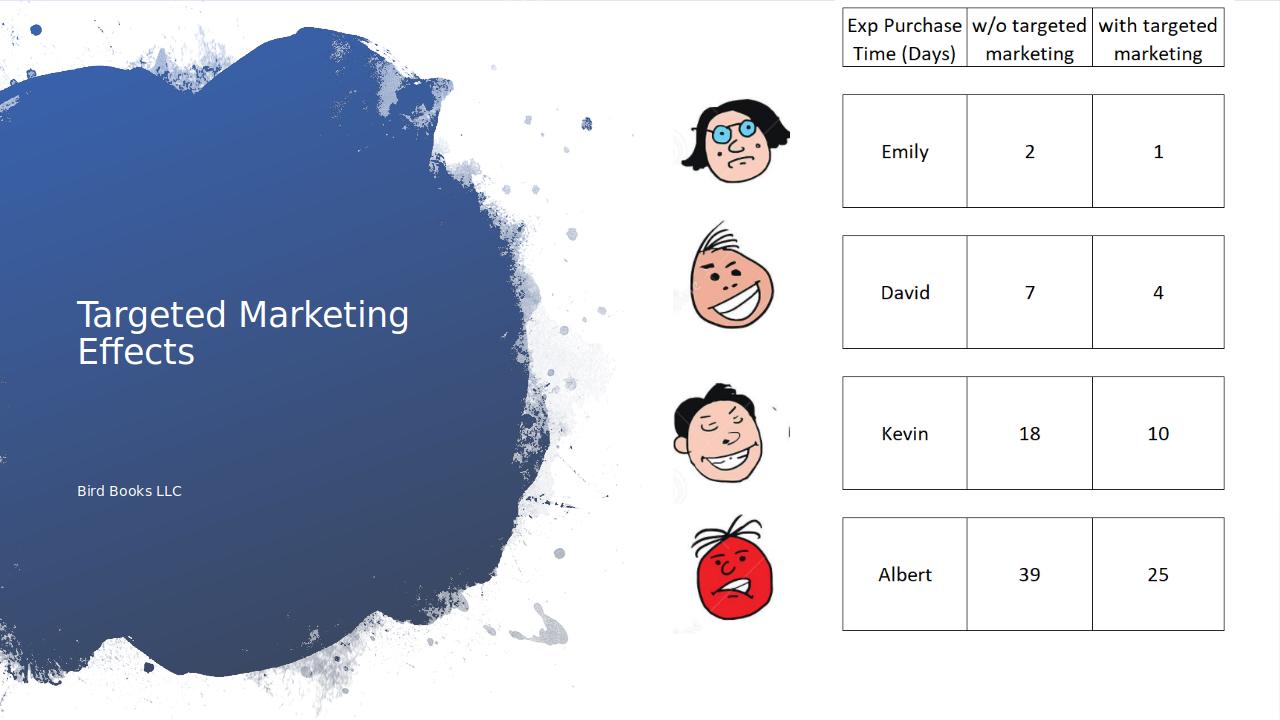 Targeted Marketing
Effects
Bird Books LLC
Exp Purchase Time (Days) w/o targeted marketing with targeted marketing
Emily 2 1
David 7 4
Kevin 18 10
Albert 39 25